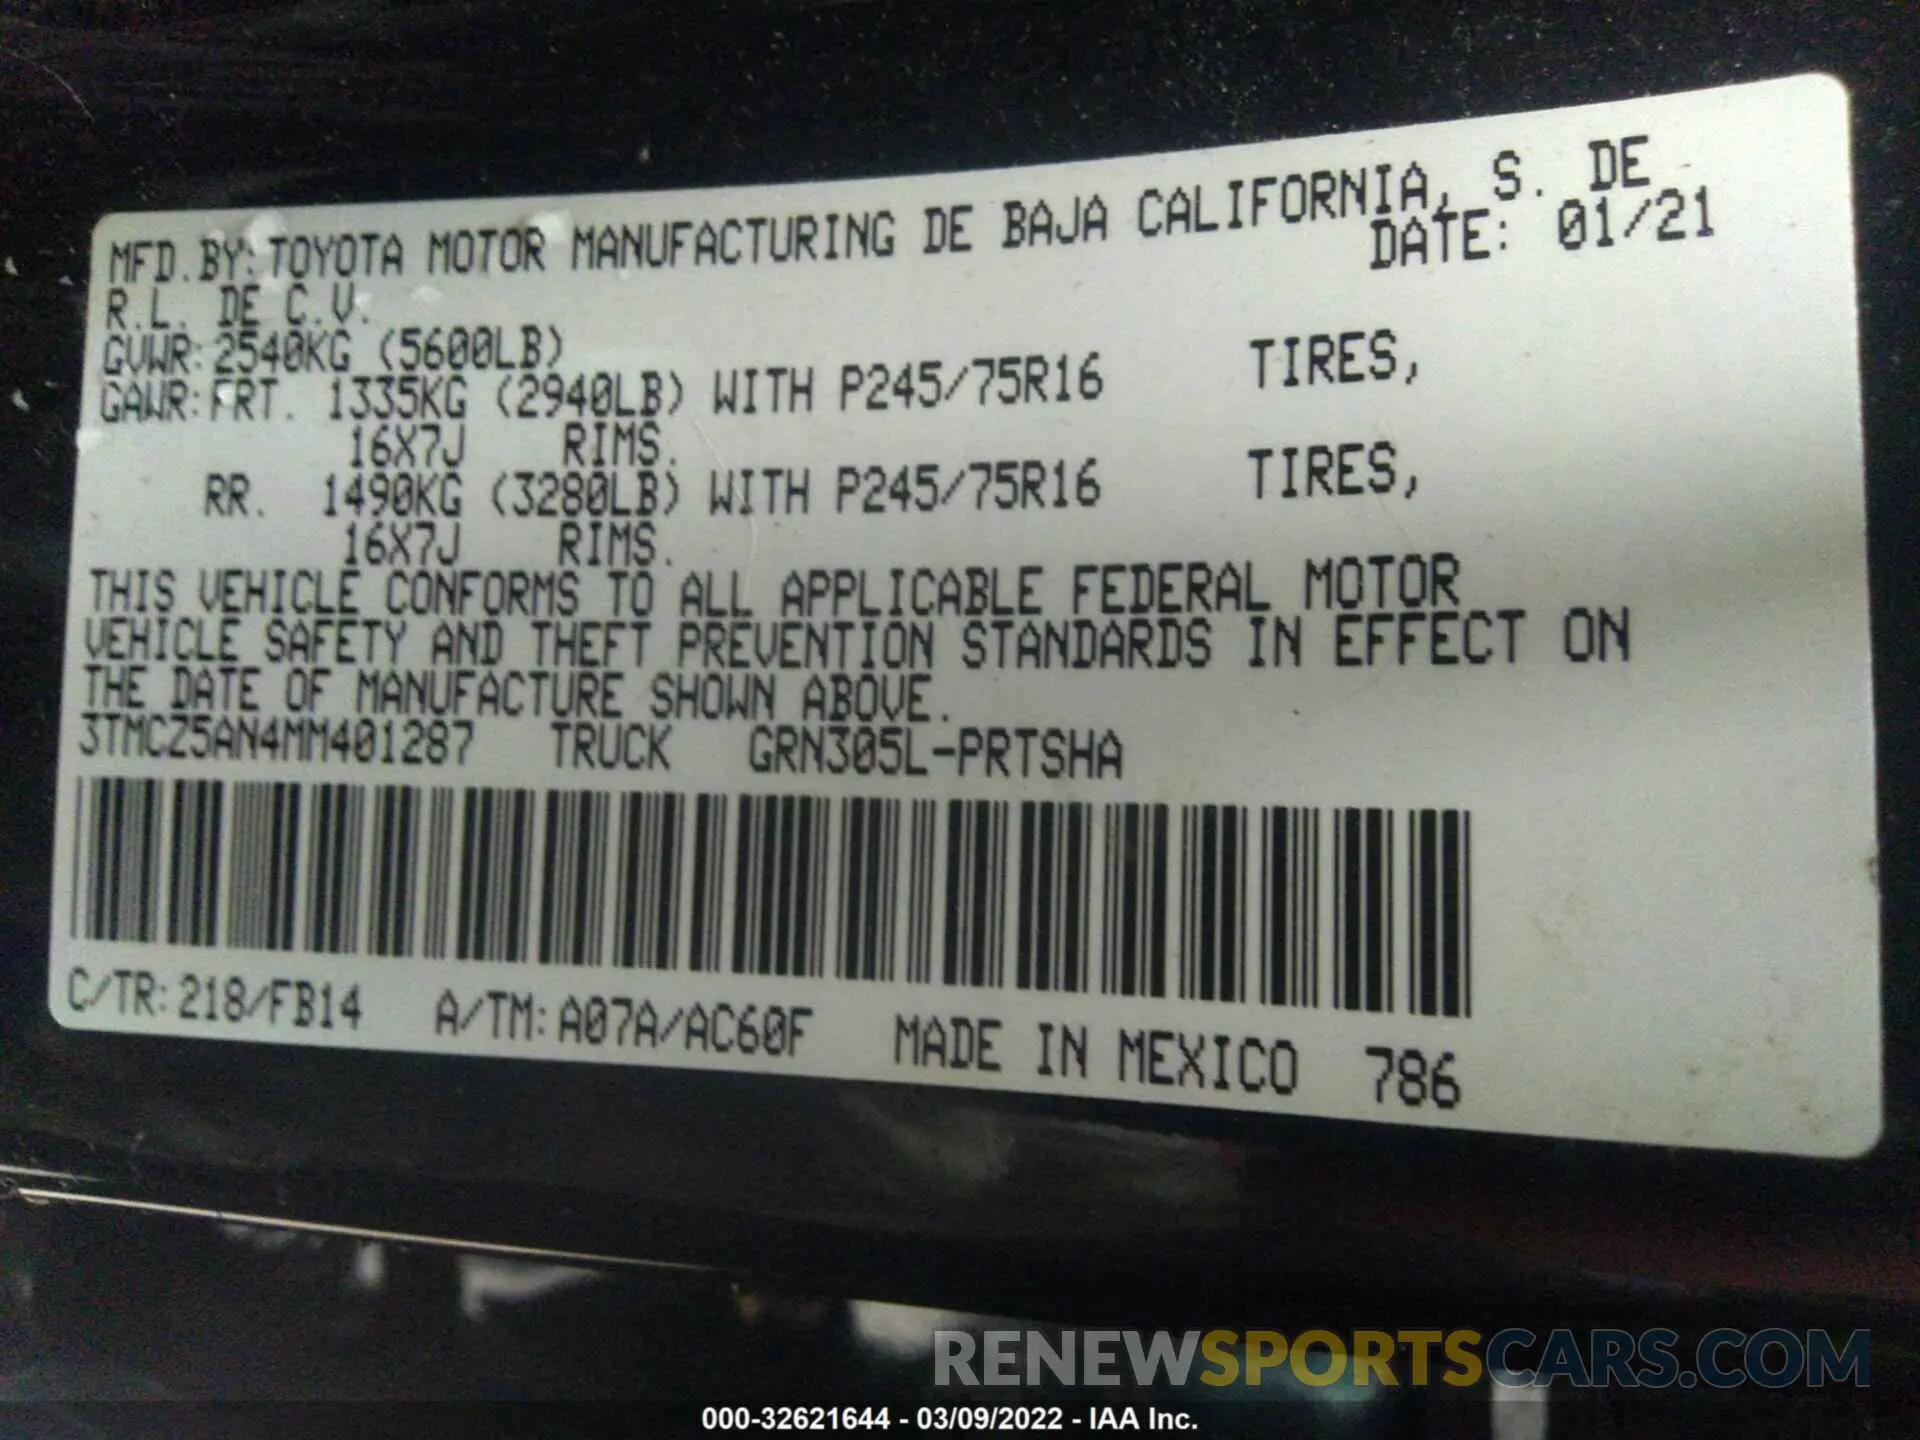 MFD.BY:TOYOTA MOTOR MANUFACTURING DE BAJA CALIFORNIA, S. DE
R.L. DE C.V. DATE: 01/21
GVWR:2540KG (5600LB)
GAWR:FRT. 1335KG (2940LB) WITH P245/75R16 TIRES,
16X7J RIMS.
RR. 1490KG (3280LB) WITH P245/75R16 TIRES,
16X7J RIMS.
THIS VEHICLE CONFORMS TO ALL APPLICABLE FEDERAL MOTOR
VEHICLE SAFETY AND THEFT PREVENTION STANDARDS IN EFFECT ON
THE DATE OF MANUFACTURE SHOWN ABOVE.
3TMCZ5AN4MM401287 TRUCK GRN305L-PRTSHA
C/TR:218/FB14 A/TM:A07A/AC60F MADE IN MEXICO 786
RENEWSPORTSCARS.COM
000-32621644 - 03/09/2022 - IAA Inc.